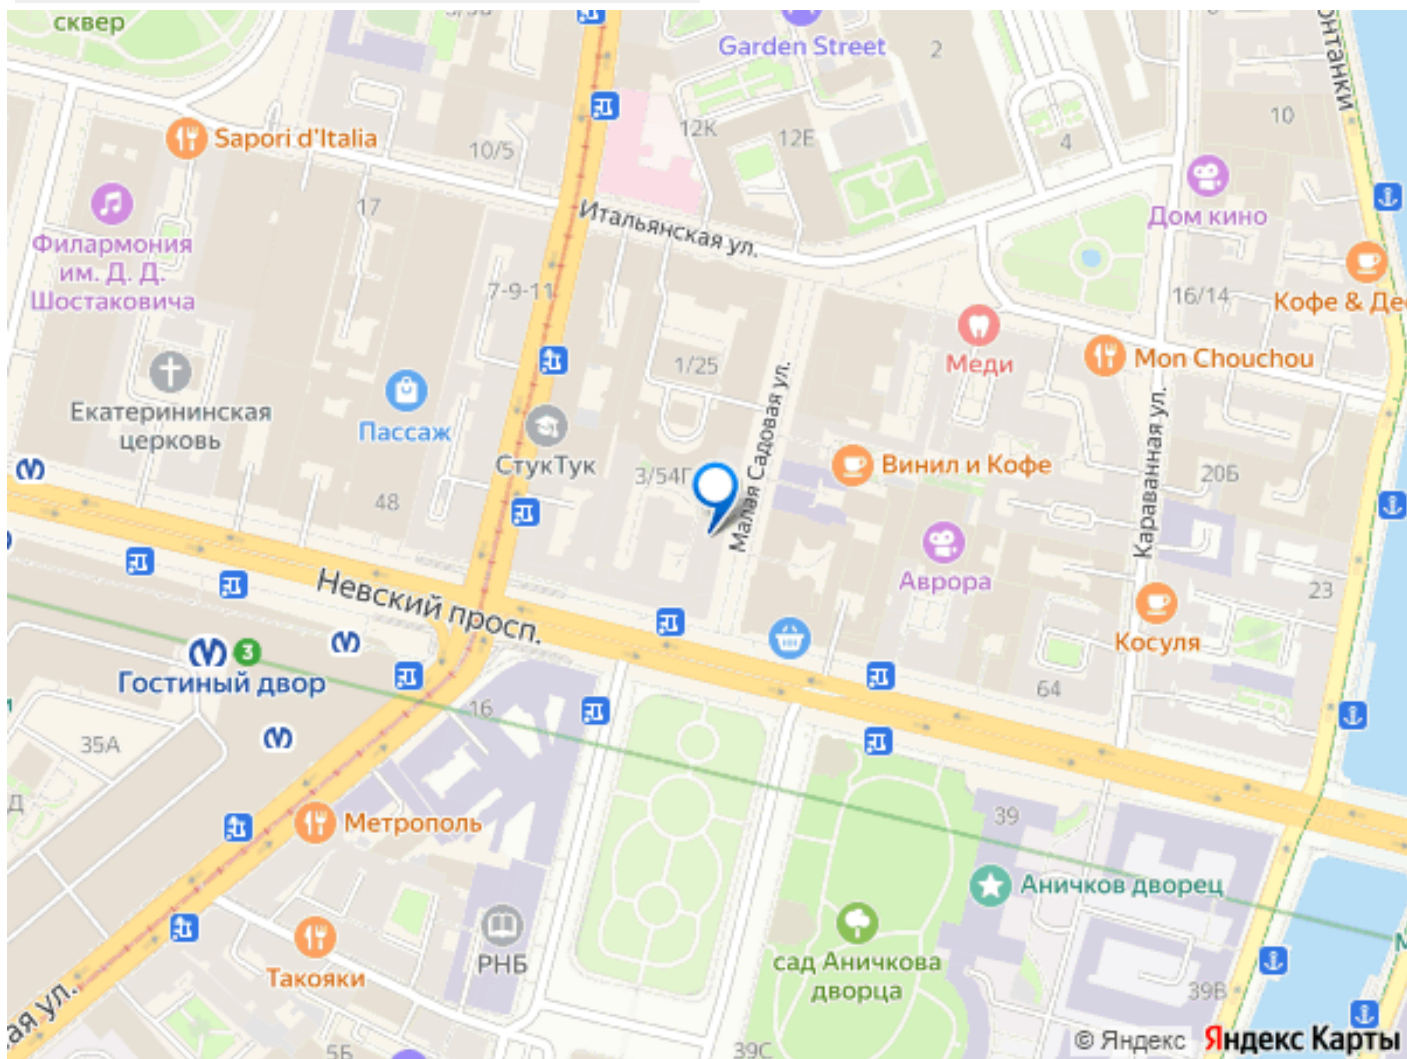 сквер
Garden Street
2
онтанки
10
12К
12Е
4
Sapori d'Italia
10/5
Дом кино
17
Итальянская ул.
Филармония
им. Д. Д.
Шостаковича
7-9-11
16/14
Кофе & Де
Меди
Mon Chouchou
1/25
Екатерининская
церковь
Пассаж
Малая Садовая ул.
Караванная ул.
СтукТук
3/54Г
Винил и Кофе
20Б
48
Аврора
Невский просп.
23
Косуля
3
Гостиный двор
64
16
35А
Д
39
Метрополь
Аничков дворец
РНБ
Такояки
сад Аничкова
дворца
39В
ая ул.
5Б
39С
© Яндекс Яндекс Карты